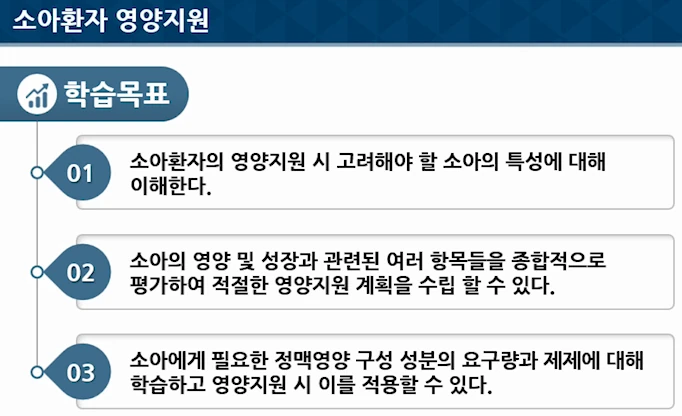 소아환자 영양지원
학습목표
01
소아환자의 영양지원 시 고려해야 할 소아의 특성에 대해
이해한다.
02
소아의 영양 및 성장과 관련된 여러 항목들을 종합적으로
평가하여 적절한 영양지원 계획을 수립 할 수 있다.
03
소아에게 필요한 정맥영양 구성 성분의 요구량과 제제에 대해
학습하고 영양지원 시 이를 적용할 수 있다.